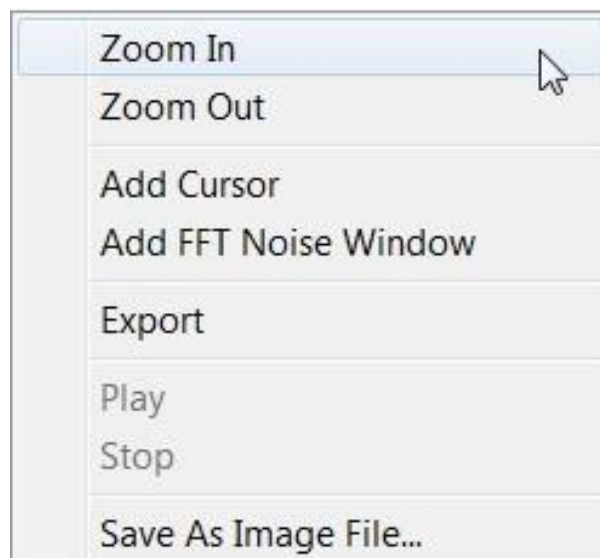 Zoom In
Zoom Out
Add Cursor
Add FFT Noise Window
Export
Play
Stop
Save As Image File...